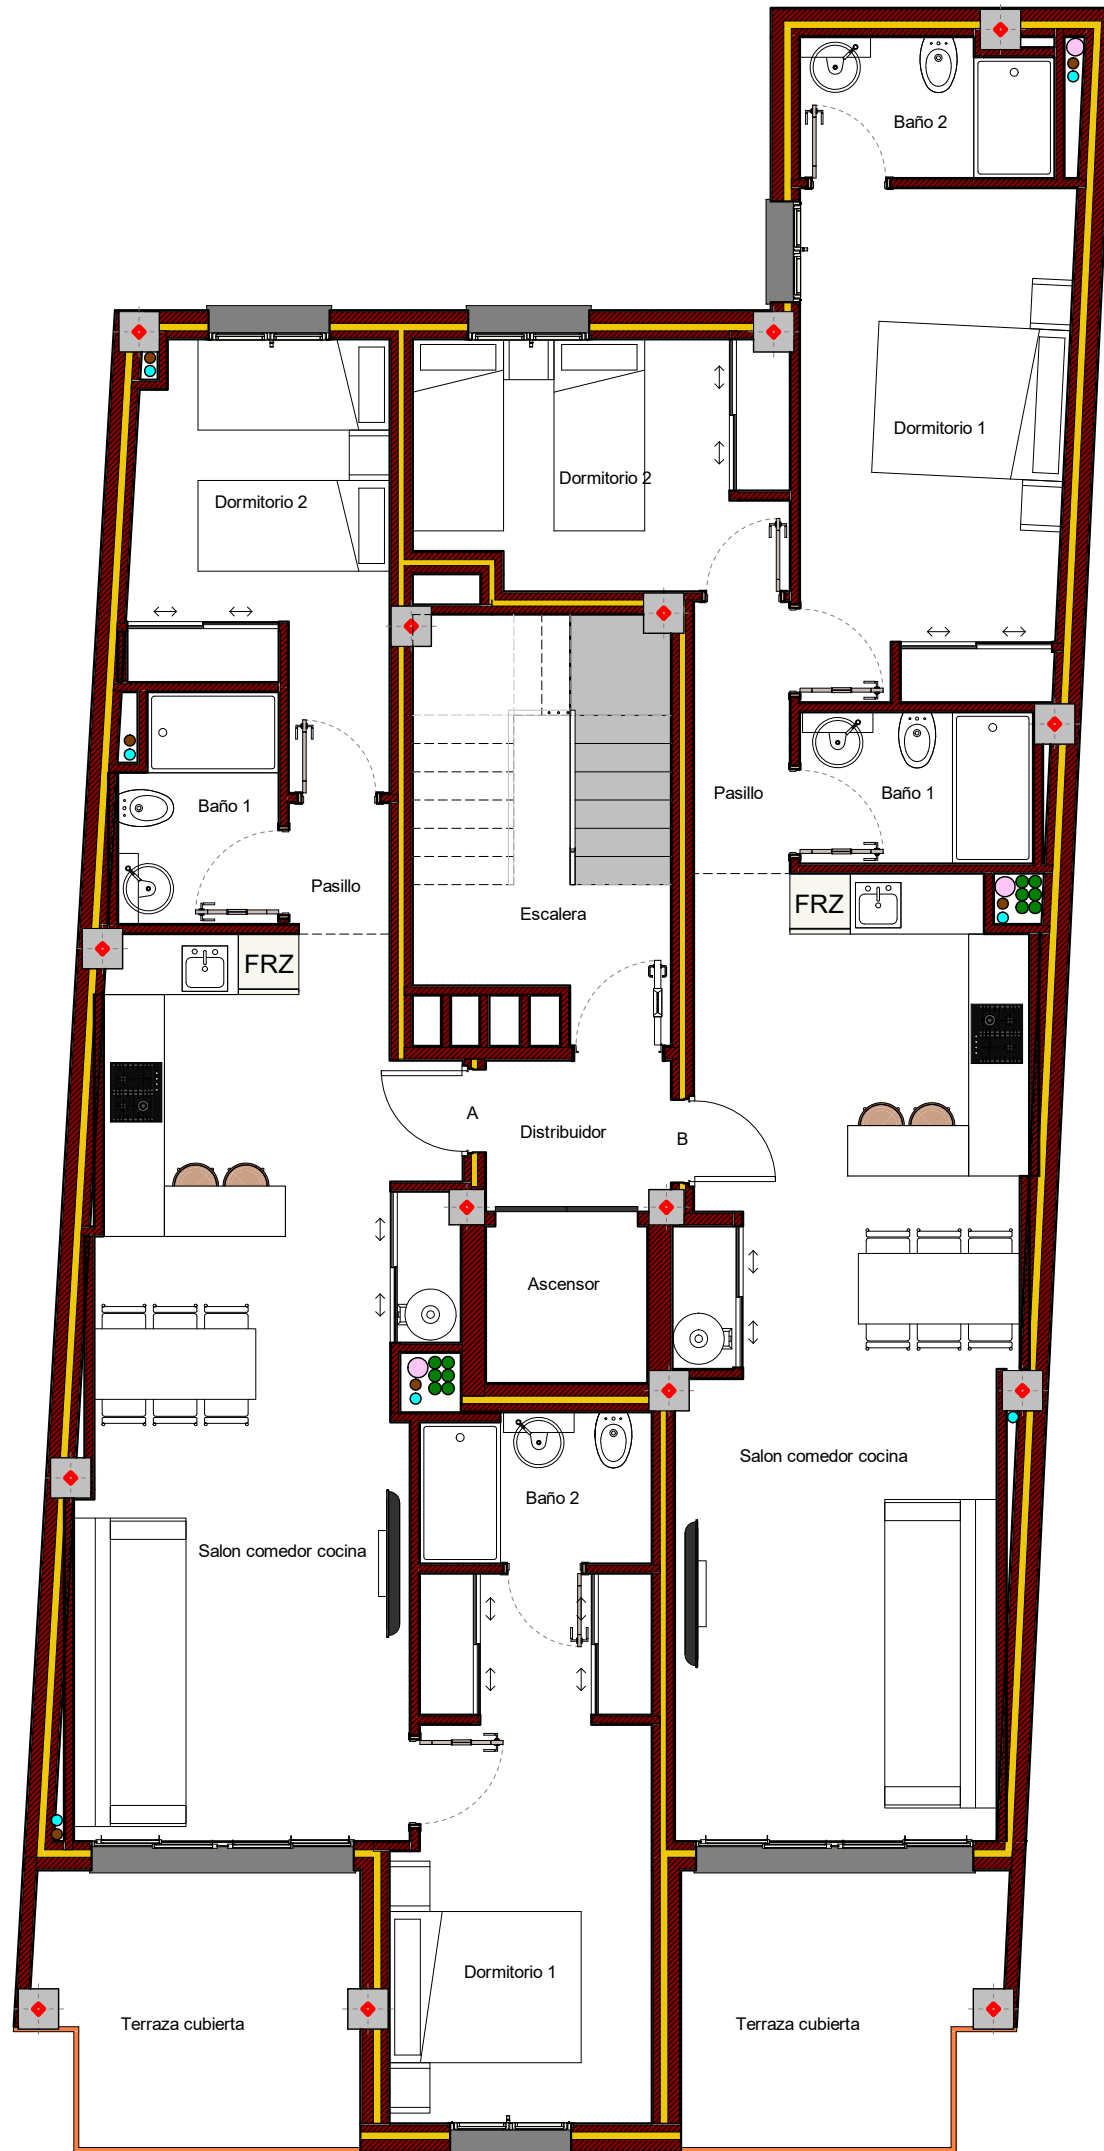 Baño 2
Dormitorio 1
Dormitorio 2
Dormitorio 2
Pasillo
Baño 1
Baño 1
Pasillo
FRZ
Escalera
FRZ
A
Distribuidor
B
Ascensor
Salon comedor cocina
Baño 2
Salon comedor cocina
Dormitorio 1
Terraza cubierta
Terraza cubierta